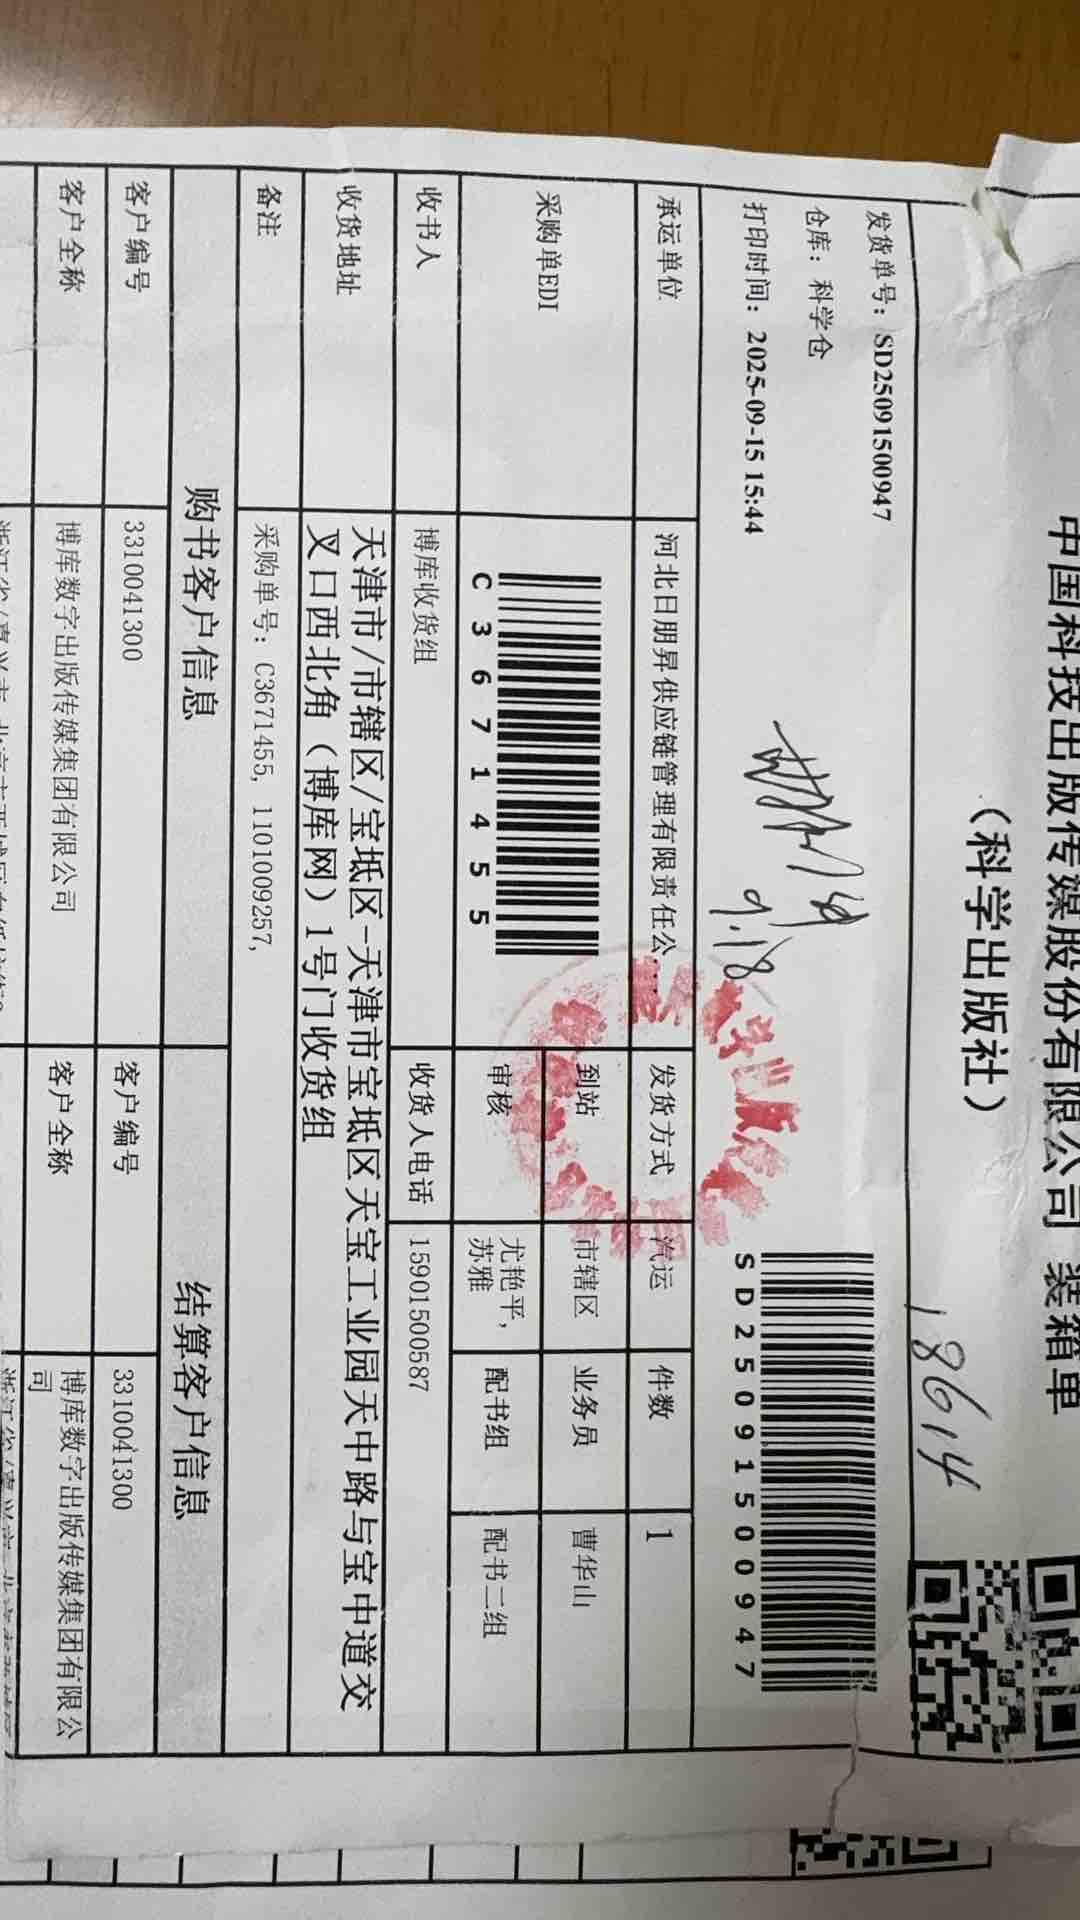 中国科技出版传媒股份有限公司 装箱单
（科学出版社）
18614
发货单号：SD2509150​0947
仓库：科学仓
打印时间：2025-09-15 15:44
9.18
SD25091500947
承运单位 河北日朋昇供应链管理有限责任公... 发货方式 汽运 件数 1
采购单EDI C3671455 到站 市辖区 业务员 曹华山
审核 尤艳平，苏雅 配书组 配书二组
收书人 博库收货组 收货人电话 15901500587
收货地址 天津市/市辖区/宝坻区-天津市宝坻区天宝工业园天中路与宝中道交
叉口西北角（博库网）1号门收货组
备注 采购单号：C3671455, 1101009257,
购书客户信息 结算客户信息
客户编号 3310041300 客户编号 3310041300
客户全称 博库数字出版传媒集团有限公司 客户全称 博库数字出版传媒集团有限公
司